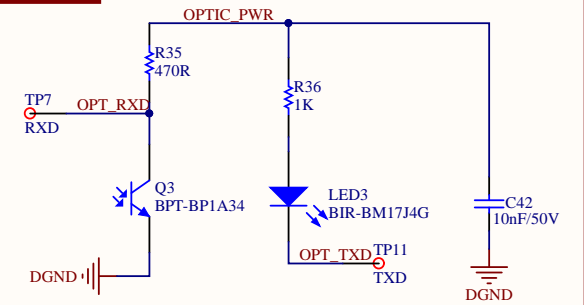 OPTIC_PWR
R35
470R
R36
1K
TP7
OPT_RXD
RXD
Q3
BPT-BP1A34
LED3
BIR-BM17J4G
C42
10nF/50V
OPT_TXD
TP11
TXD
DGND
DGND